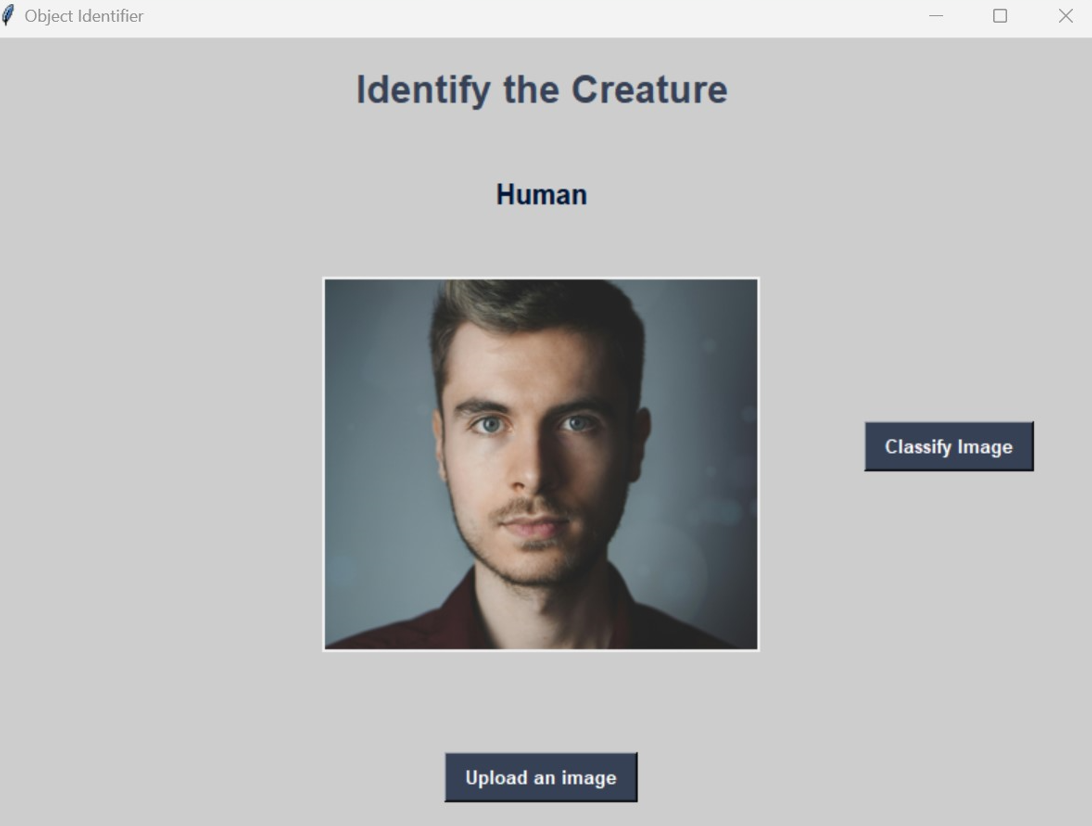 Object Identifier
Identify the Creature
Human
Classify Image
Upload an image